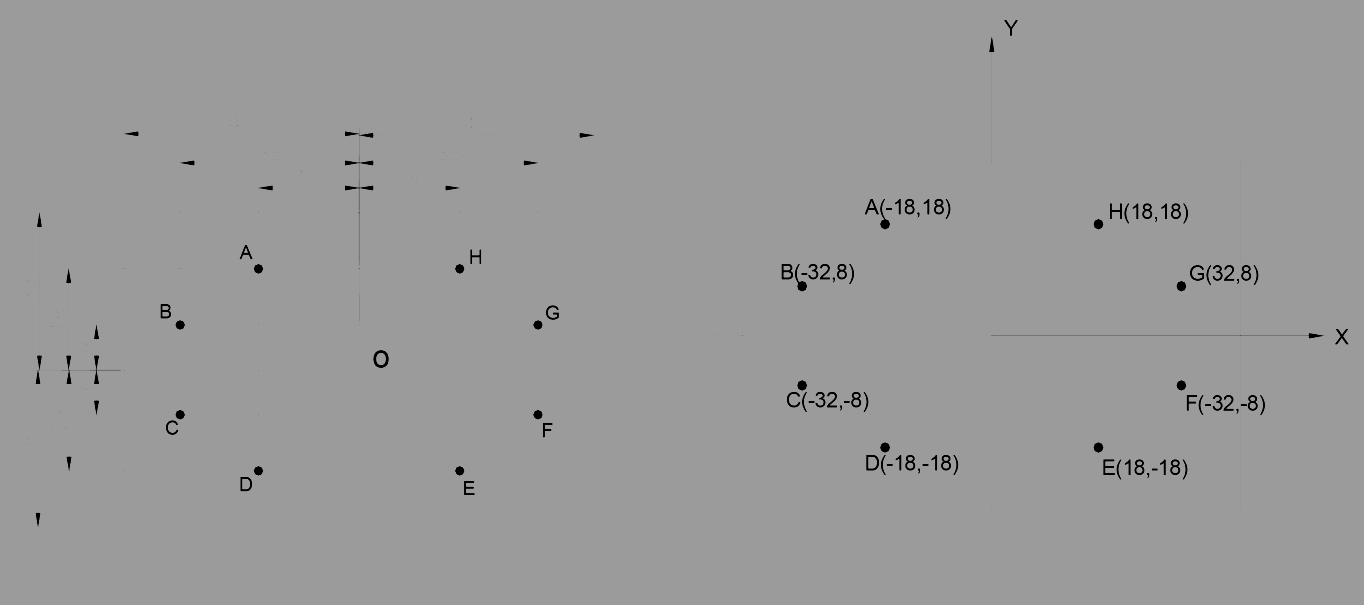 A
H
B
G
O
C
F
D
E
Y
A(-18,18)
H(18,18)
B(-32,8)
G(32,8)
X
C(-32,-8)
F(-32,-8)
D(-18,-18)
E(18,-18)